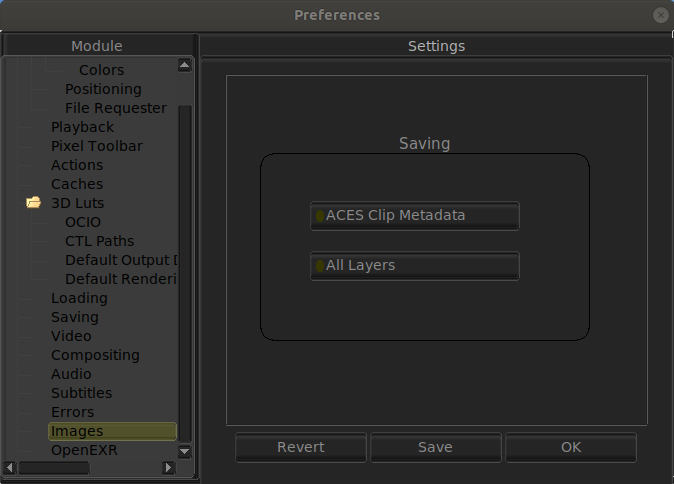 Preferences
Module
Colors
Positioning
File Requester
Playback
Pixel Toolbar
Actions
Caches
3D Luts
OCIO
CTL Paths
Default Output
Default Renderi
Loading
Saving
Video
Compositing
Audio
Subtitles
Errors
Images
OpenEXR
Settings
Saving
ACES Clip Metadata
All Layers
Revert
Save
OK